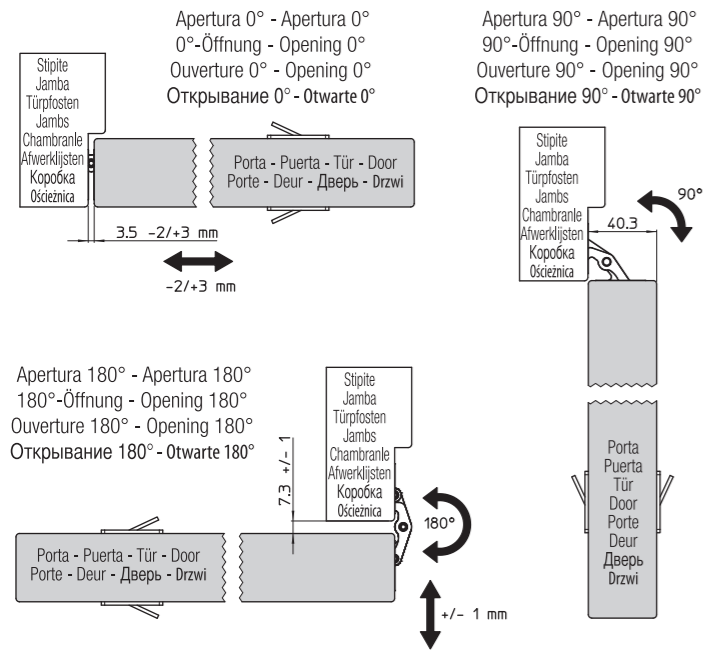 Apertura 0° - Apertura 0°
0°-Öffnung - Opening 0°
Ouverture 0° - Opening 0°
Открывание 0° - Otwarte 0°
Stipite
Jamba
Türpfosten
Jambs
Chambranle
Afwerklijsten
Коробка
Ościeżnica
Porta - Puerta - Tür - Door
Porte - Deur - Дверь - Drzwi
3.5 -2/+3 mm
-2/+3 mm
Apertura 90° - Apertura 90°
90°-Öffnung - Opening 90°
Ouverture 90° - Opening 90°
Открывание 90° - Otwarte 90°
Stipite
Jamba
Türpfosten
Jambs
Chambranle
Afwerklijsten
Коробка
Ościeżnica
90°
40.3
Porta
Puerta
Tür
Door
Porte
Deur
Дверь
Drzwi
Apertura 180° - Apertura 180°
180°-Öffnung - Opening 180°
Ouverture 180° - Opening 180°
Открывание 180° - Otwarte 180°
Stipite
Jamba
Türpfosten
Jambs
Chambranle
Afwerklijsten
Коробка
Ościeżnica
7.3 +/- 1
180°
Porta - Puerta - Tür - Door
Porte - Deur - Дверь - Drzwi
+/- 1 mm